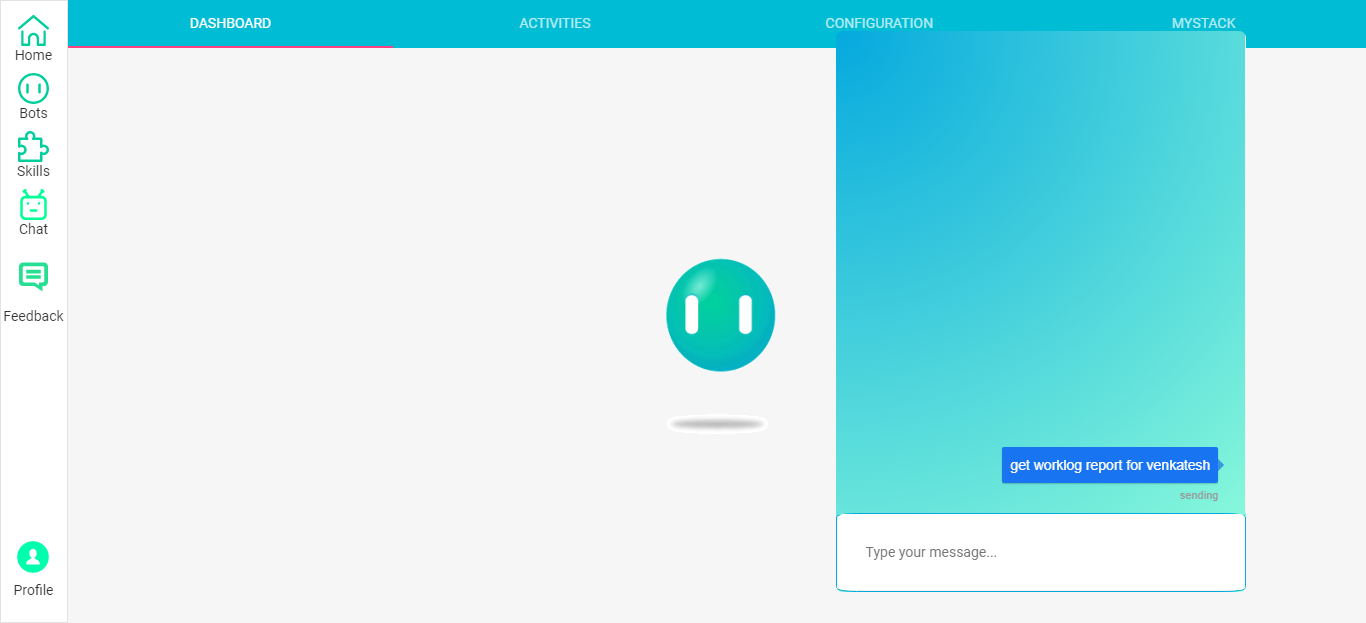 DASHBOARD
ACTIVITIES
CONFIGURATION
MYSTACK
Home
Bots
Skills
Chat
Feedback
Profile
get worklog report for venkatesh
sending
Type your message...